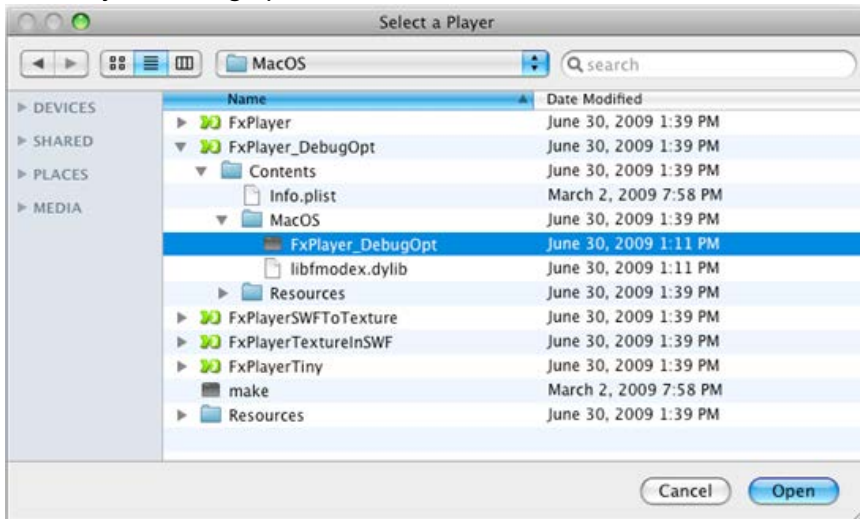 Select a Player
MacOS
search
DEVICES
SHARED
PLACES
MEDIA
Name Date Modified
FxPlayer June 30, 2009 1:39 PM
FxPlayer_DebugOpt June 30, 2009 1:39 PM
Contents June 30, 2009 1:39 PM
Info.plist March 2, 2009 7:58 PM
MacOS June 30, 2009 1:39 PM
FxPlayer_DebugOpt June 30, 2009 1:11 PM
libfmodex.dylib June 30, 2009 1:11 PM
Resources June 30, 2009 1:39 PM
FxPlayerSWFToTexture June 30, 2009 1:39 PM
FxPlayerTextureInSWF June 30, 2009 1:39 PM
FxPlayerTiny June 30, 2009 1:39 PM
make March 2, 2009 7:58 PM
Resources June 30, 2009 1:39 PM
Cancel Open